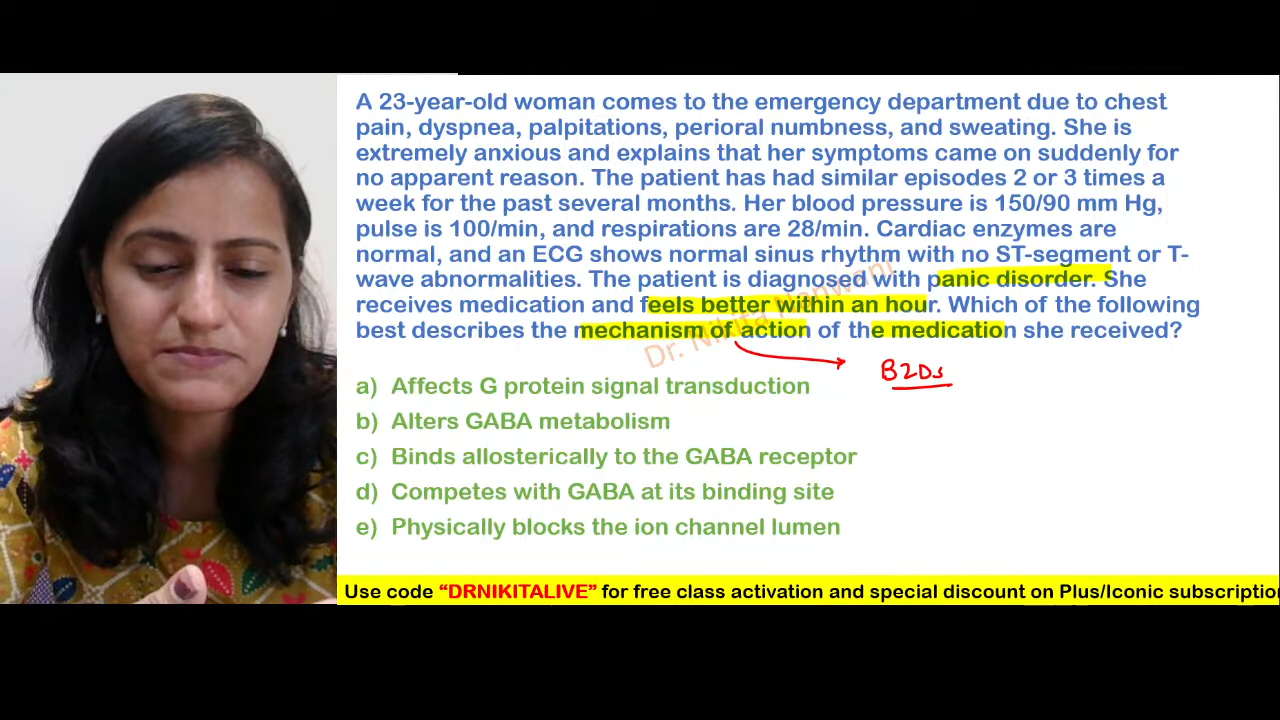 A 23-year-old woman comes to the emergency department due to chest
pain, dyspnea, palpitations, perioral numbness, and sweating. She is
extremely anxious and explains that her symptoms came on suddenly for
no apparent reason. The patient has had similar episodes 2 or 3 times a
week for the past several months. Her blood pressure is 150/90 mm Hg,
pulse is 100/min, and respirations are 28/min. Cardiac enzymes are
normal, and an ECG shows normal sinus rhythm with no ST-segment or T-
wave abnormalities. The patient is diagnosed with panic disorder. She
receives medication and feels better within an hour. Which of the following
best describes the mechanism of action of the medication she received?
Dr. Nikita Nanwani
BZDs
a) Affects G protein signal transduction
b) Alters GABA metabolism
c) Binds allosterically to the GABA receptor
d) Competes with GABA at its binding site
e) Physically blocks the ion channel lumen
Use code “DRNIKITALIVE” for free class activation and special discount on Plus/Iconic subscription